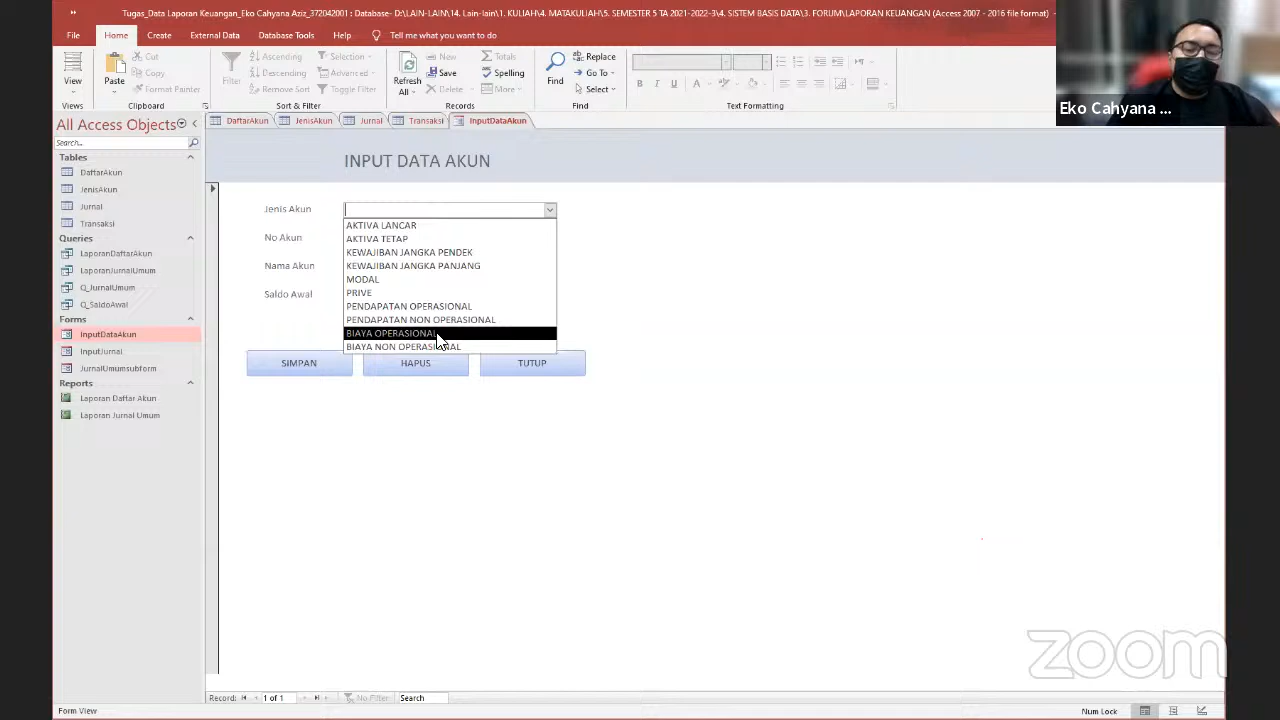 Tugas_Data Laporan Keuangan_Eko Cahyana Aziz_372042001 : Database- D:\LAIN-LAIN\14. Lain-lain\1. KULIAH\4. MATAKULIAH\5. SEMESTER 5 TA 2021-2022-3\4. SISTEM BASIS DATA\3. FORUM\LAPORAN KEUANGAN (Access 2007 - 2016 file format)
File Home Create External Data Database Tools Help Tell me what you want to do
View
Views
Paste
Cut
Copy
Format Painter
Clipboard
Filter
Ascending
Descending
Remove Sort
Selection
Advanced
Toggle Filter
Sort & Filter
Refresh
All
New
Save
Delete
Totals
Spelling
More
Records
Find
Replace
Go To
Select
Find
B I U A
Text Formatting
Eko Cahyana ...
All Access Objects
Search...
Tables
DaftarAkun
JenisAkun
Jurnal
Transaksi
Queries
LaporanDaftarAkun
LaporanJurnalUmum
Q_JurnalUmum
Q_SaldoAwal
Forms
InputDataAkun
InputJurnal
JurnalUmumsubform
Reports
Laporan Daftar Akun
Laporan Jurnal Umum
DaftarAkun JenisAkun Jurnal Transaksi InputDataAkun
INPUT DATA AKUN
Jenis Akun
No Akun
Nama Akun
Saldo Awal
AKTIVA LANCAR
AKTIVA TETAP
KEWAJIBAN JANGKA PENDEK
KEWAJIBAN JANGKA PANJANG
MODAL
PRIVE
PENDAPATAN OPERASIONAL
PENDAPATAN NON OPERASIONAL
BIAYA OPERASIONAL
BIAYA NON OPERASIONAL
SIMPAN HAPUS TUTUP
zoom
Record: 1 of 1 No Filter Search
Form View Num Lock